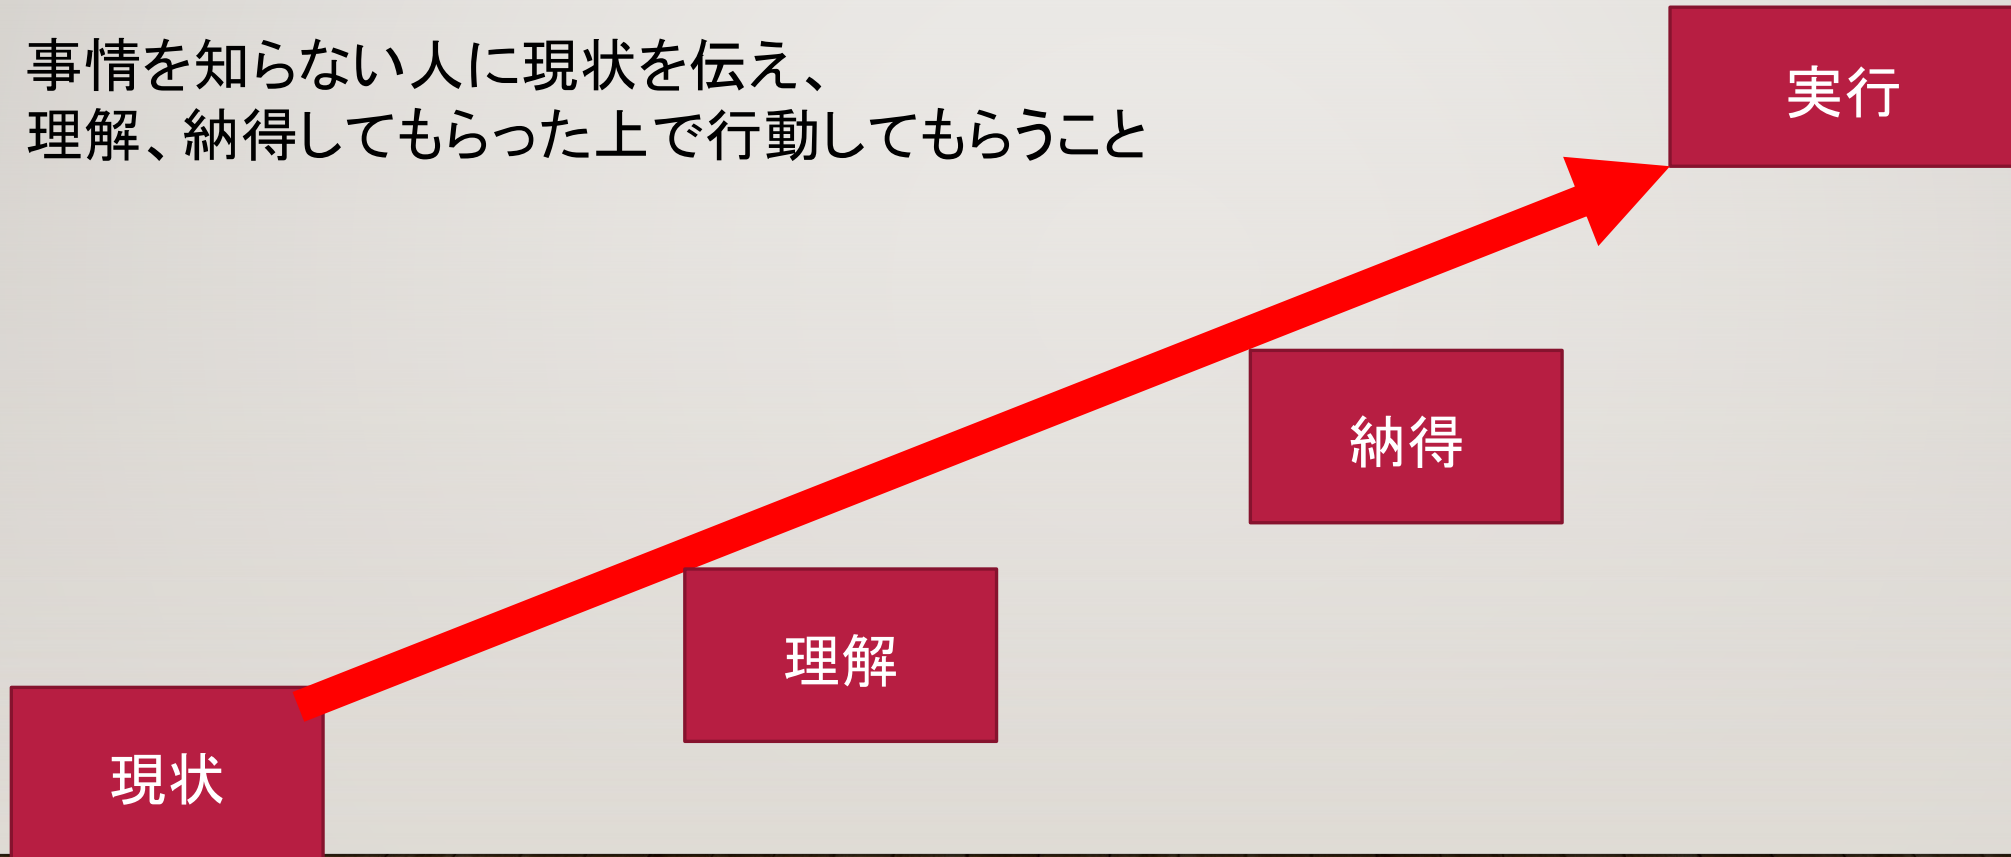 事情を知らない人に現状を伝え、
理解、納得してもらった上で行動してもらうこと
実行
納得
理解
現状